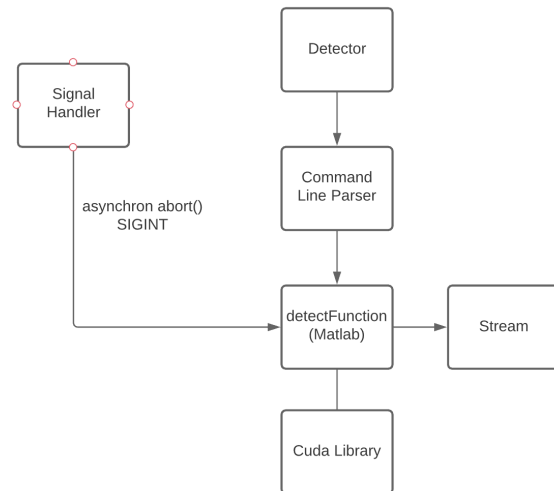 Detector
Signal
Handler
Command
Line Parser
asynchron abort()
SIGINT
detectFunction
(Matlab)
Stream
Cuda Library